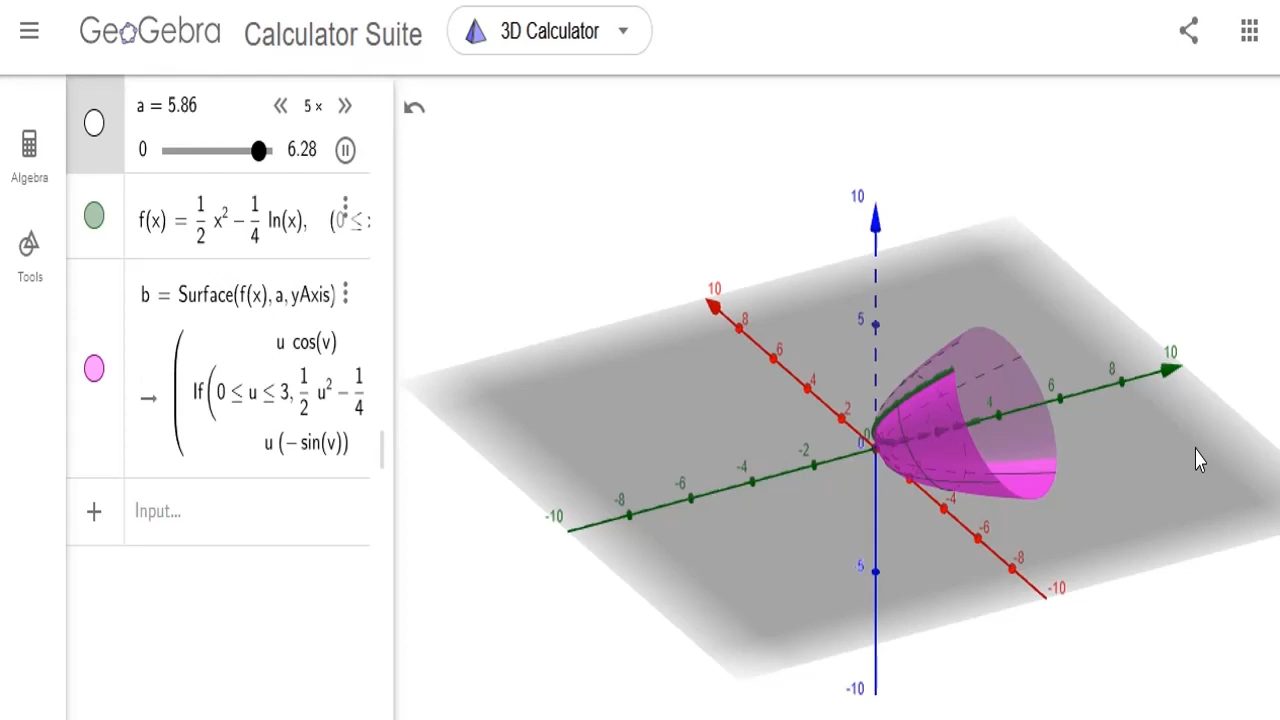 GeoGebra Calculator Suite 3D Calculator
Algebra
Tools
a = 5.86 5 ×
0 6.28
f(x) = 1/2 x² − 1/4 ln(x), (0 ≤ x
b = Surface(f(x), a, yAxis)
→ ( u cos(v)
If(0 ≤ u ≤ 3, 1/2 u² − 1/4
u (−sin(v))
+ Input...
10
5
0
5
-10
10
8
6
4
2
0
-4
-6
-8
-10
-10
-8
-6
-4
-2
4
6
8
10